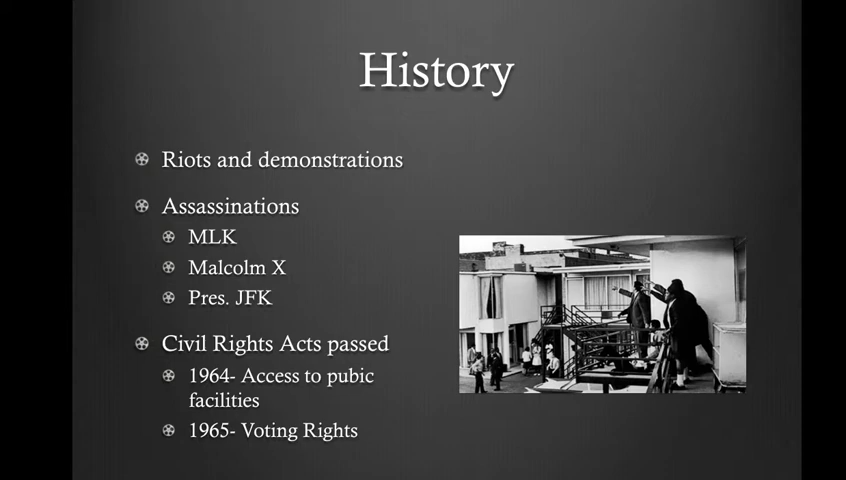 History
Riots and demonstrations
Assassinations
MLK
Malcolm X
Pres. JFK
Civil Rights Acts passed
1964- Access to pubic
facilities
1965- Voting Rights